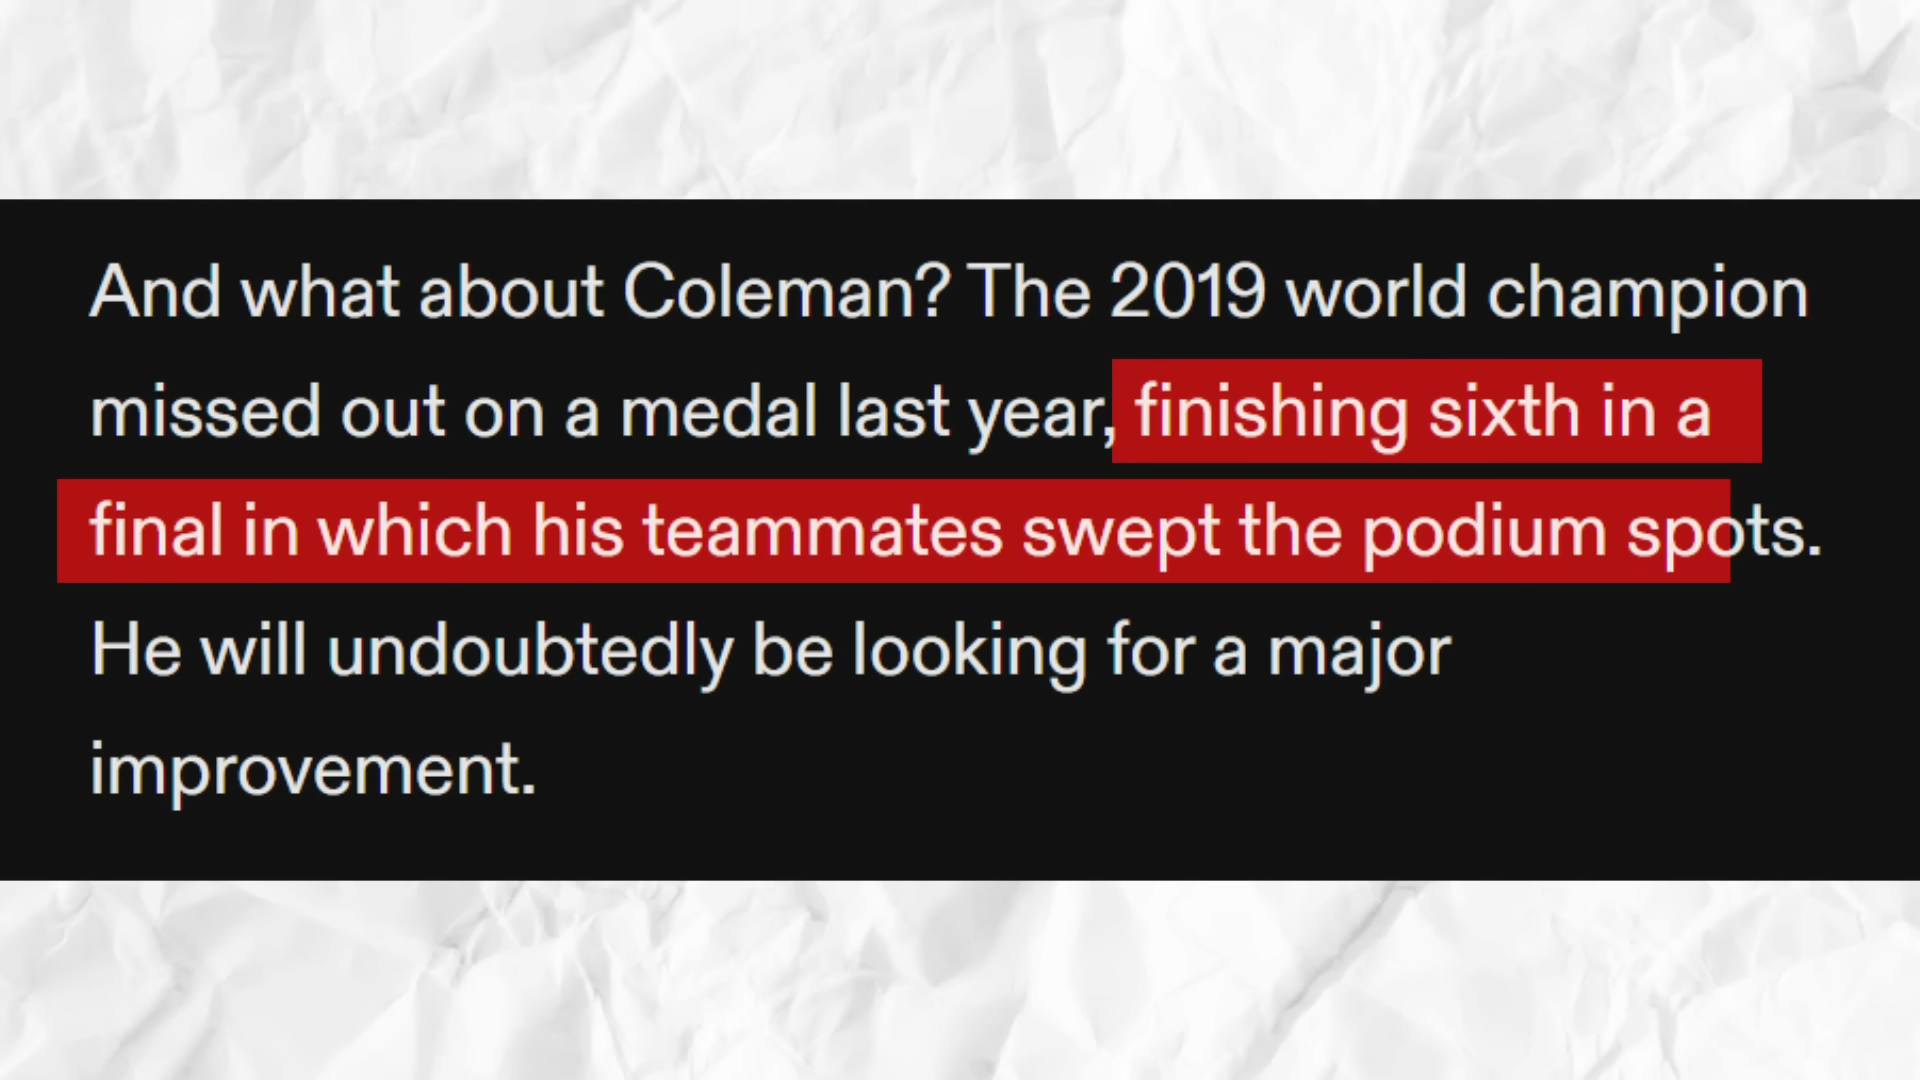 And what about Coleman? The 2019 world champion
missed out on a medal last year, finishing sixth in a
final in which his teammates swept the podium spots.
He will undoubtedly be looking for a major
improvement.